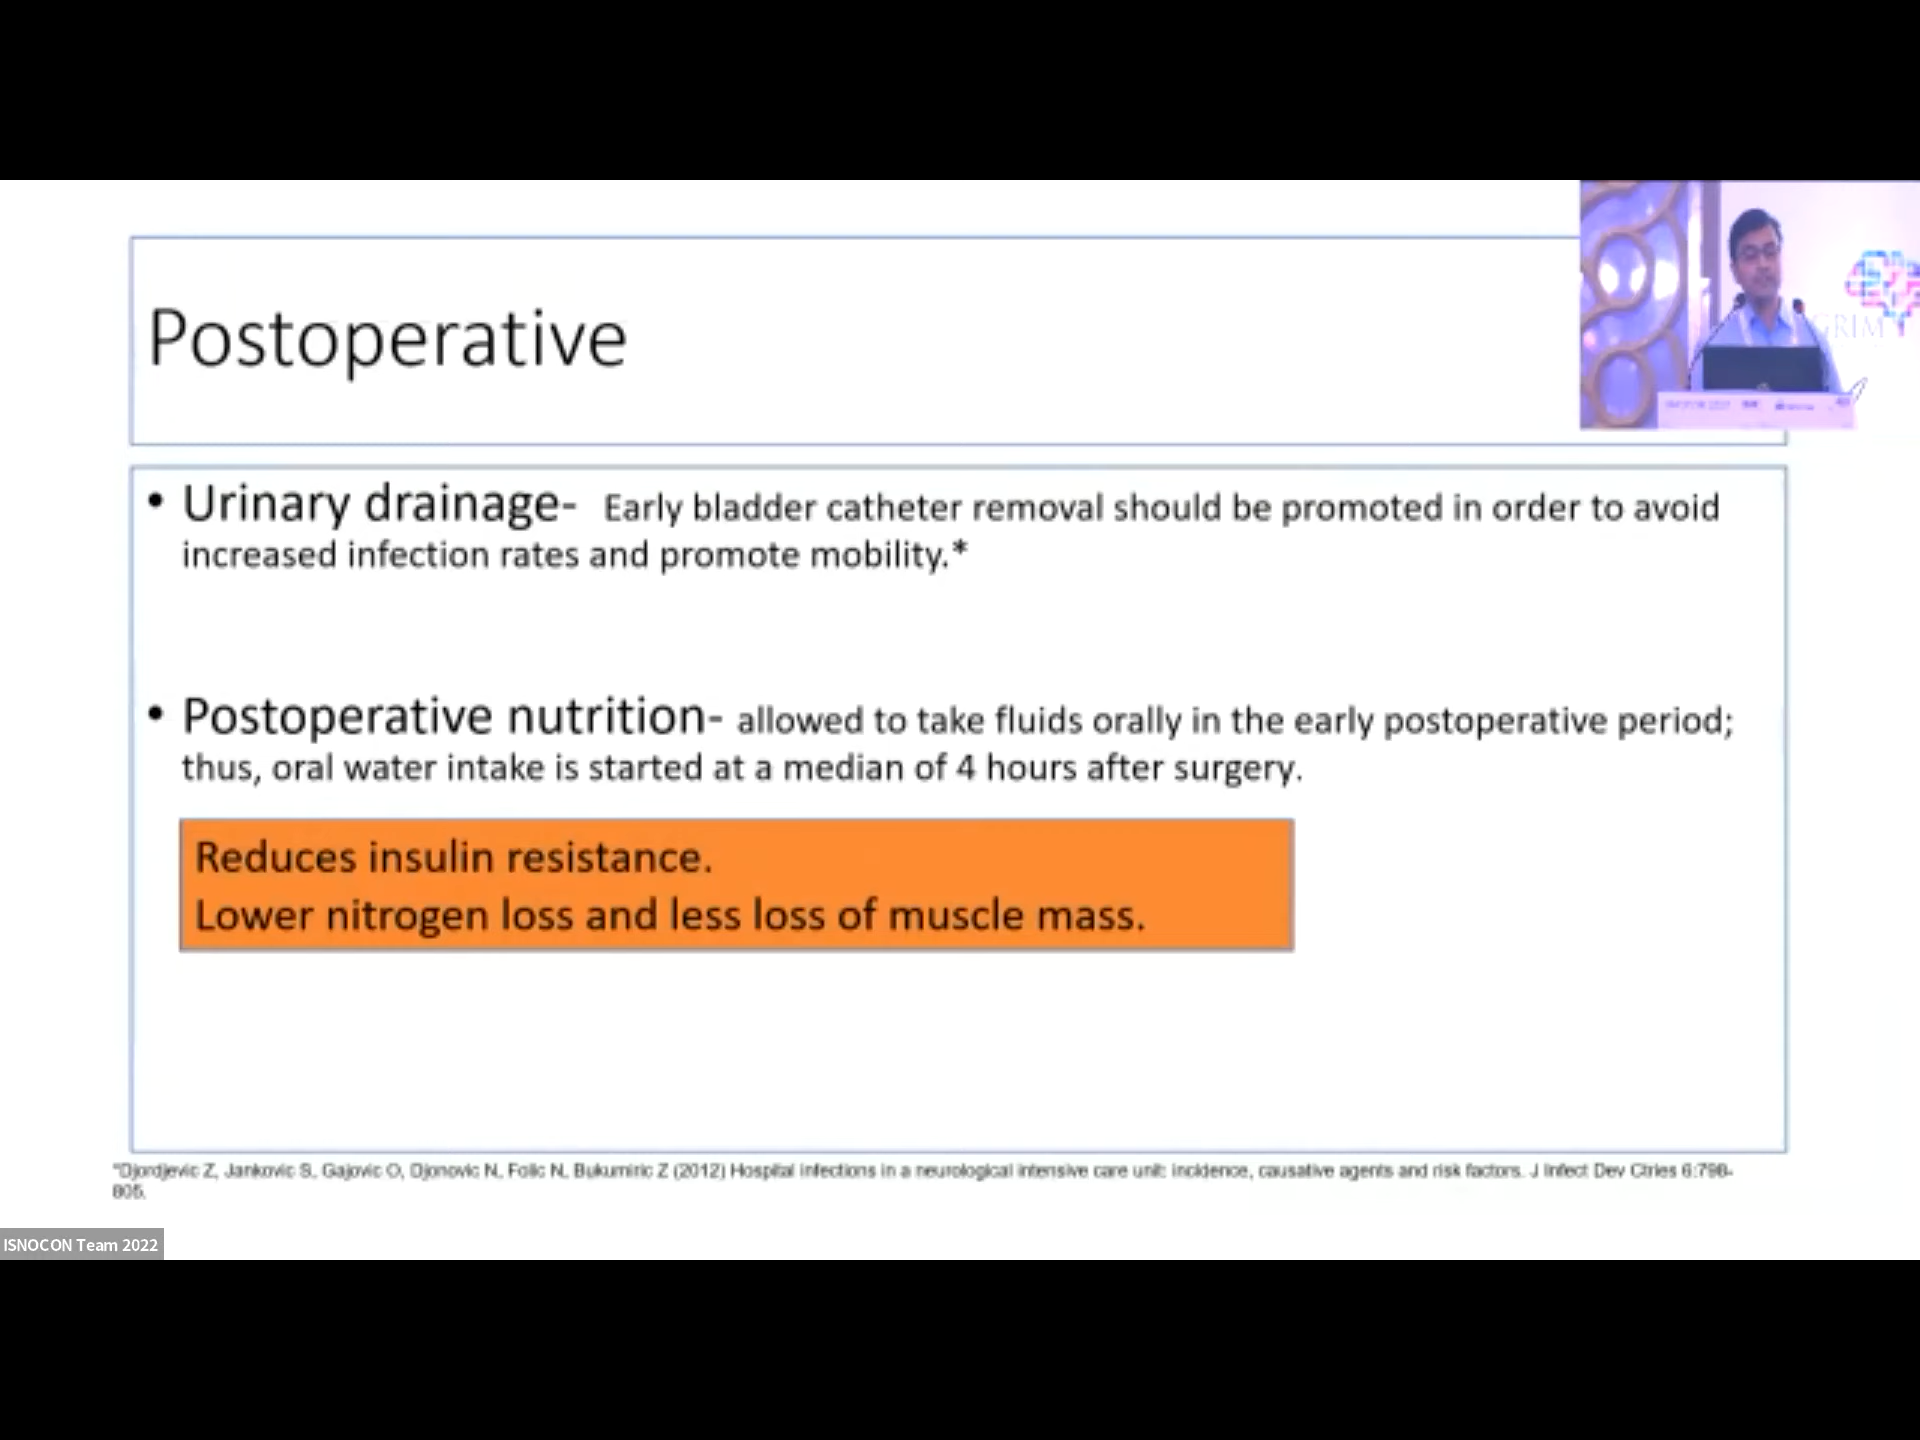 Postoperative
• Urinary drainage- Early bladder catheter removal should be promoted in order to avoid
increased infection rates and promote mobility.*
• Postoperative nutrition- allowed to take fluids orally in the early postoperative period;
thus, oral water intake is started at a median of 4 hours after surgery.
Reduces insulin resistance.
Lower nitrogen loss and less loss of muscle mass.
*Djordjevic Z, Jankovic S, Gajovic O, Djonovic N, Folic N, Bukumiric Z (2012) Hospital infections in a neurological intensive care unit: incidence, causative agents and risk factors. J Infect Dev Ctries 6:798-
805.
ISNOCON Team 2022
GRIM